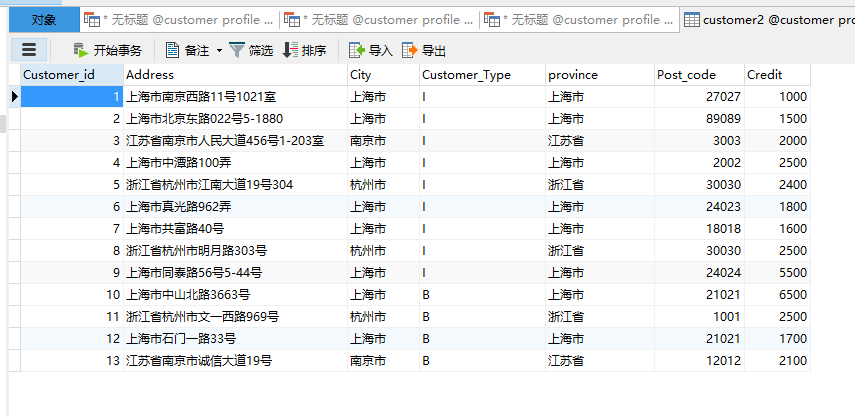 对象 * 无标题 @customer profile ... * 无标题 @customer profile ... * 无标题 @customer profile ... customer2 @customer pro
开始事务 备注 筛选 排序 导入 导出
Customer_id Address City Customer_Type province Post_code Credit
1 上海市南京西路11号1021室 上海市 I 上海市 27027 1000
2 上海市北京东路022号5-1880 上海市 I 上海市 89089 1500
3 江苏省南京市人民大道456号1-203室 南京市 I 江苏省 3003 2000
4 上海市中潭路100弄 上海市 I 上海市 2002 2500
5 浙江省杭州市江南大道19号304 杭州市 I 浙江省 30030 2400
6 上海市真光路962弄 上海市 I 上海市 24023 1800
7 上海市共富路40号 上海市 I 上海市 18018 1600
8 浙江省杭州市明月路303号 杭州市 I 浙江省 30030 2500
9 上海市同泰路56号5-44号 上海市 I 上海市 24024 5500
10 上海市中山北路3663号 上海市 B 上海市 21021 6500
11 浙江省杭州市文一西路969号 杭州市 B 浙江省 1001 2500
12 上海市石门一路33号 上海市 B 上海市 21021 1700
13 江苏省南京市诚信大道19号 南京市 B 江苏省 12012 2100